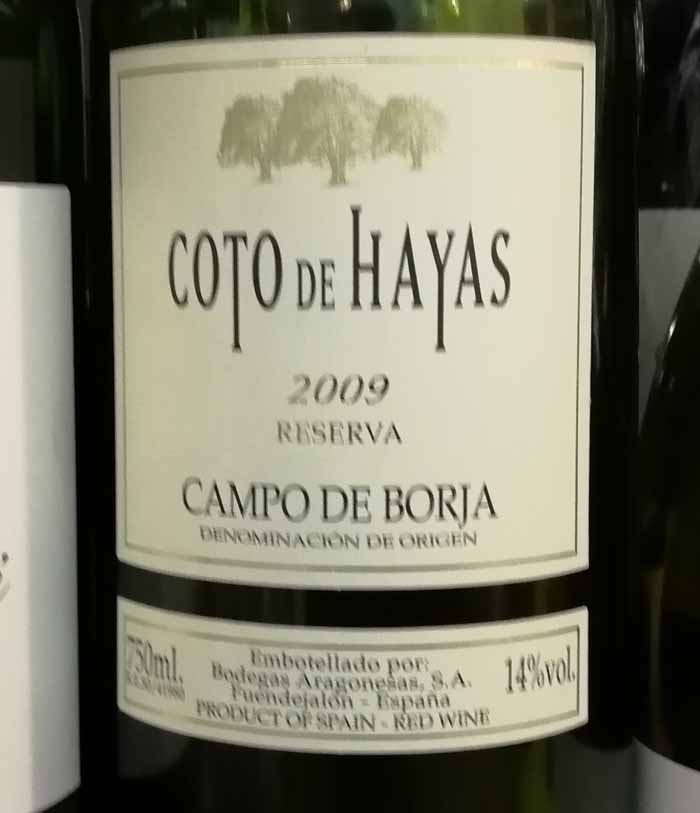 COTO DE HAYAS
2009
RESERVA
CAMPO DE BORJA
DENOMINACIÓN DE ORIGEN
750ml.
Embotellado por:
Bodegas Aragonesas, S.A.
Fuendejalón - España
PRODUCT OF SPAIN - RED WINE
14%vol.